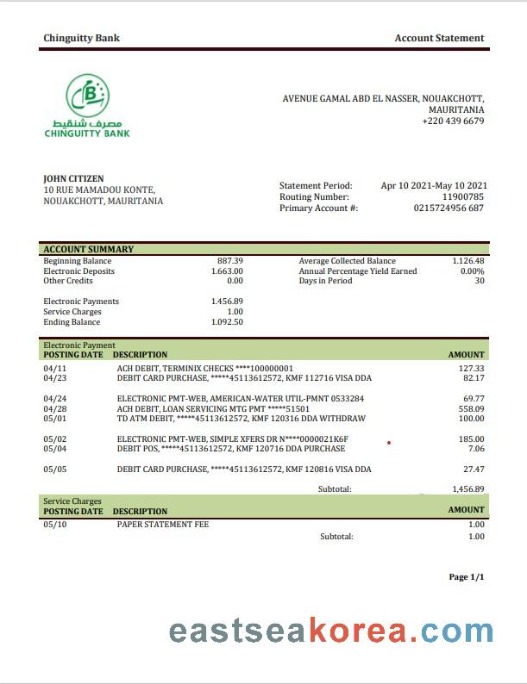 Chinguitty Bank Account Statement
مصرف شنقيط
CHINGUITTY BANK
AVENUE GAMAL ABD EL NASSER, NOUAKCHOTT,
MAURITANIA
+220 439 6679
JOHN CITIZEN
10 RUE MAMADOU KONTE,
NOUAKCHOTT, MAURITANIA
Statement Period: Apr 10 2021-May 10 2021
Routing Number: 11900785
Primary Account #: 0215724956 687
ACCOUNT SUMMARY
Beginning Balance 887.39 Average Collected Balance 1.126.48
Electronic Deposits 1.663.00 Annual Percentage Yield Earned 0.00%
Other Credits 0.00 Days in Period 30
Electronic Payments 1.456.89
Service Charges 1.00
Ending Balance 1.092.50
Electronic Payment
POSTING DATE DESCRIPTION AMOUNT
04/11 ACH DEBIT, TERMINIX CHECKS ****100000001 127.33
04/23 DEBIT CARD PURCHASE, *****45113612572, KMF 112716 VISA DDA 82.17
04/24 ELECTRONIC PMT-WEB, AMERICAN-WATER UTIL-PMNT 0533284 69.77
04/28 ACH DEBIT, LOAN SERVICING MTG PMT *****51501 558.09
05/01 TD ATM DEBIT, *****45113612572, KMF 120316 DDA WITHDRAW 100.00
05/02 ELECTRONIC PMT-WEB, SIMPLE XFERS DR N****0000021K6F 185.00
05/04 DEBIT POS, *****45113612572, KMF 120716 DDA PURCHASE 7.06
05/05 DEBIT CARD PURCHASE, *****45113612572, KMF 120816 VISA DDA 27.47
Subtotal: 1,456.89
Service Charges
POSTING DATE DESCRIPTION AMOUNT
05/10 PAPER STATEMENT FEE 1.00
Subtotal: 1.00
Page 1/1
eastseakorea.com